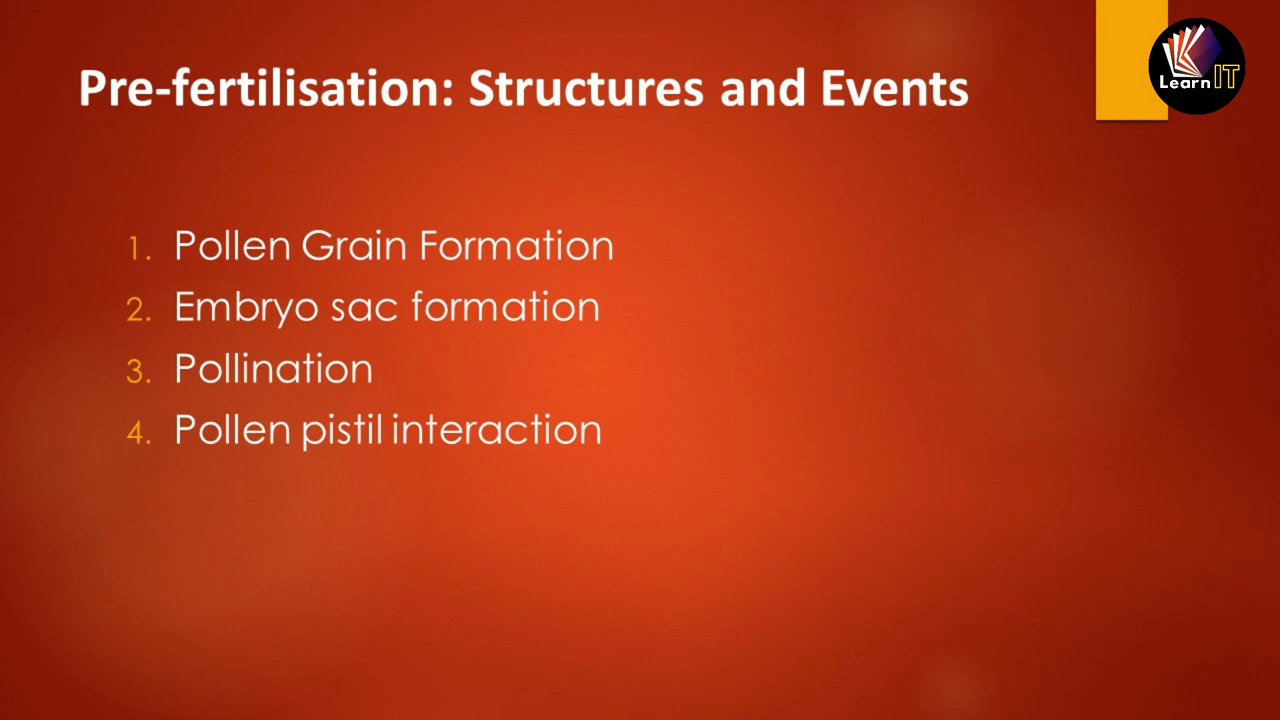 Pre-fertilisation: Structures and Events
Learn IT
1. Pollen Grain Formation
2. Embryo sac formation
3. Pollination
4. Pollen pistil interaction